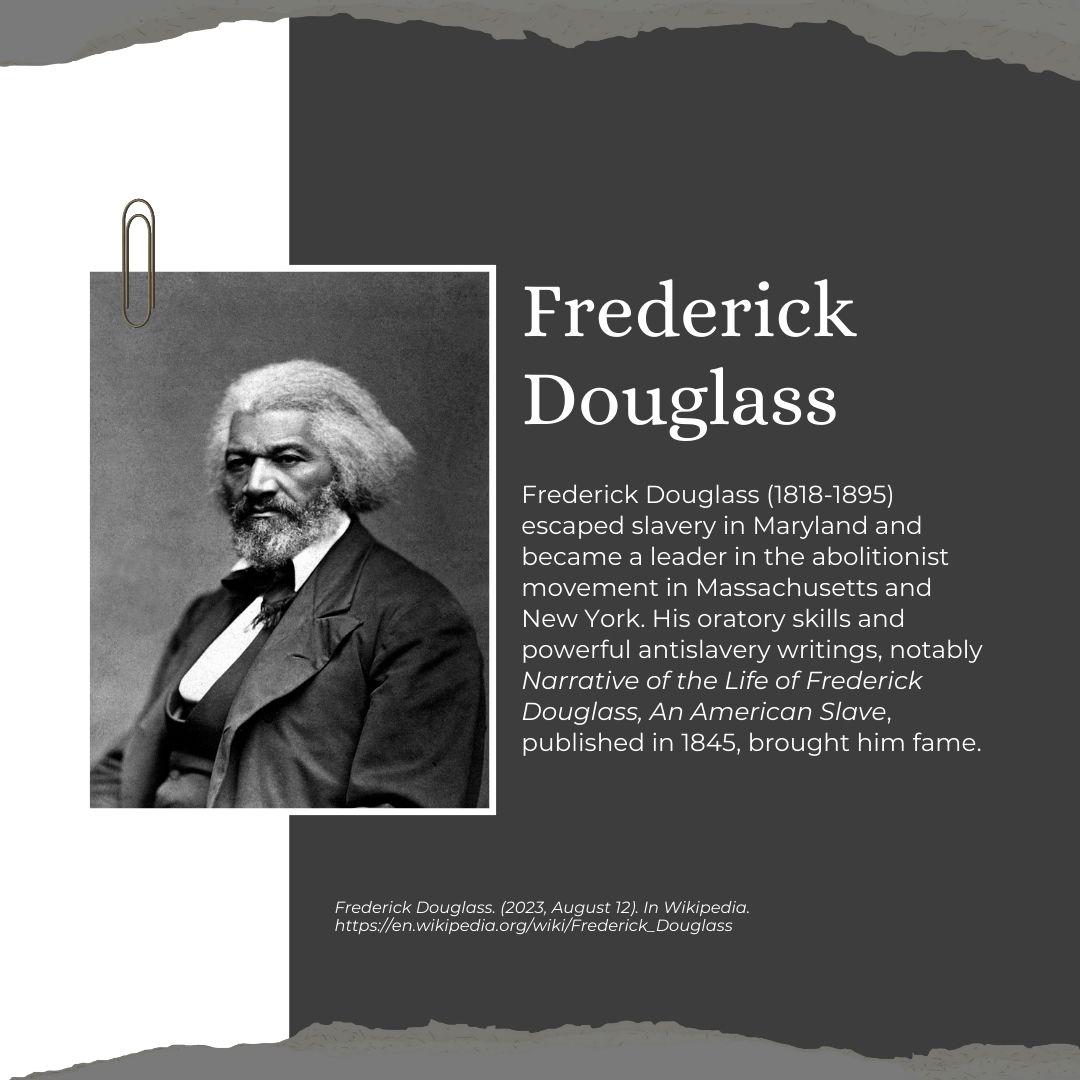 Frederick
Douglass
Frederick Douglass (1818-1895)
escaped slavery in Maryland and
became a leader in the abolitionist
movement in Massachusetts and
New York. His oratory skills and
powerful antislavery writings, notably
Narrative of the Life of Frederick
Douglass, An American Slave,
published in 1845, brought him fame.
Frederick Douglass. (2023, August 12). In Wikipedia.
https://en.wikipedia.org/wiki/Frederick_Douglass